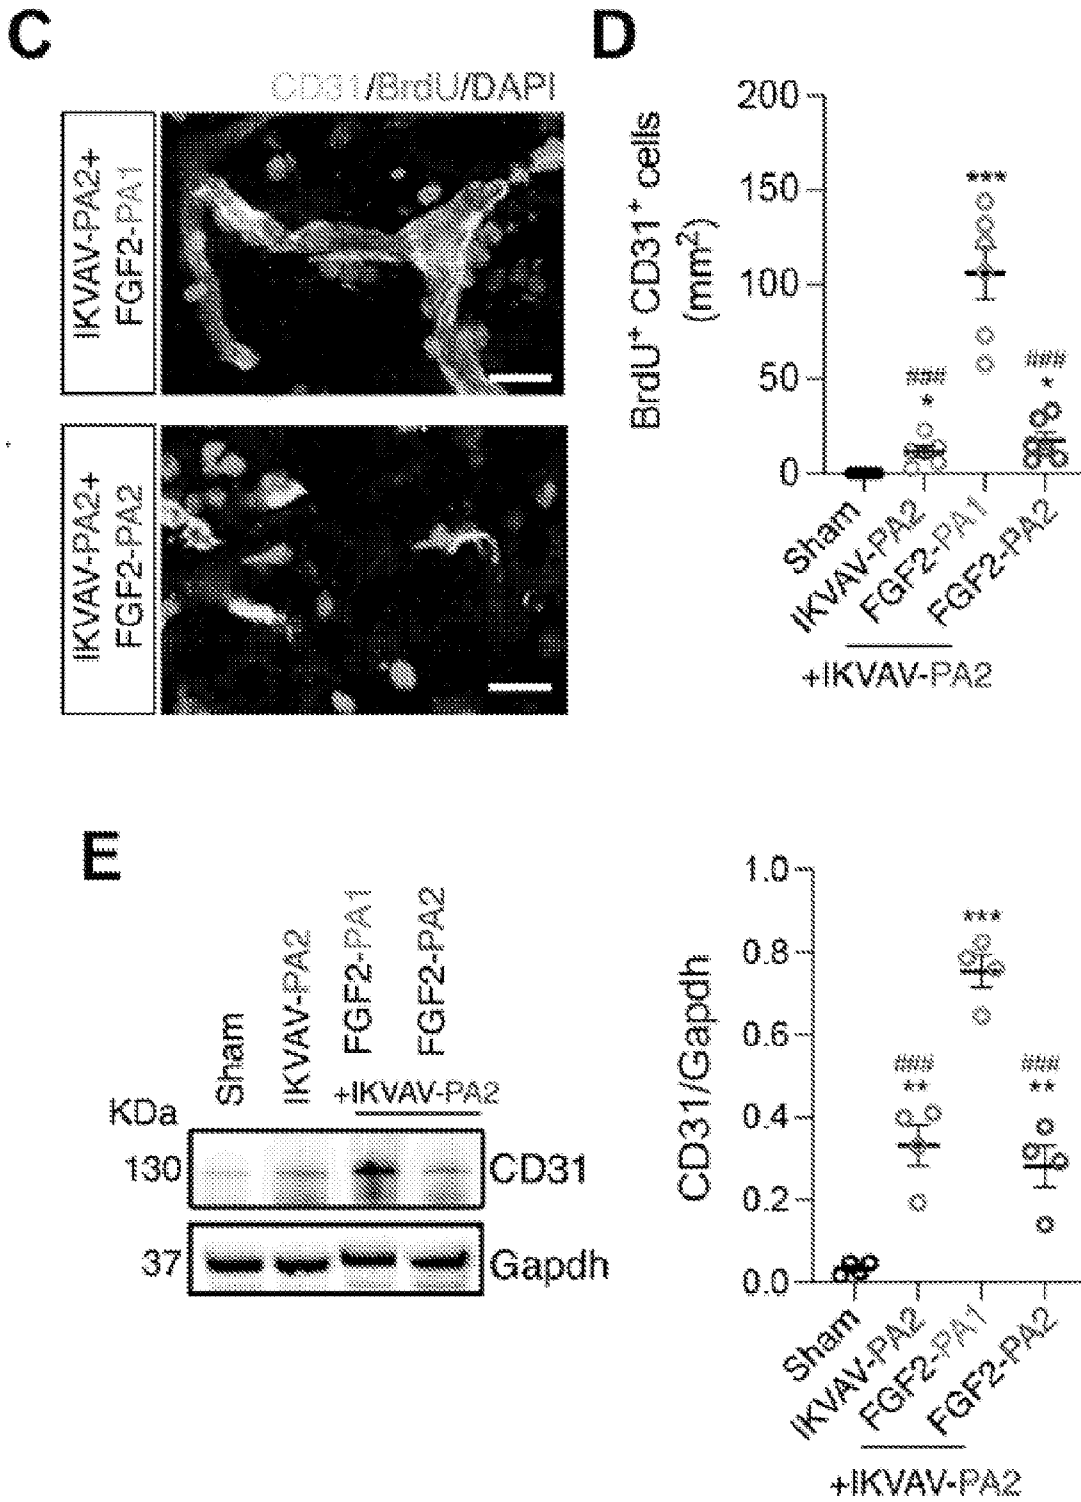 C
CD31/BrdU/DAPI
IKVAV-PA2+
FGF2-PA1
IKVAV-PA2+
FGF2-PA2
D
BrdU+ CD31+ cells
(mm2)
200
150
100
50
0
***
###
*
###
*
Sham
IKVAV-PA2
FGF2-PA1
FGF2-PA2
+IKVAV-PA2
E
Sham
IKVAV-PA2
FGF2-PA1
FGF2-PA2
+IKVAV-PA2
KDa
130
CD31
37
Gapdh
CD31/Gapdh
1.0
0.8
0.6
0.4
0.2
0.0
***
###
**
###
**
Sham
IKVAV-PA2
FGF2-PA1
FGF2-PA2
+IKVAV-PA2